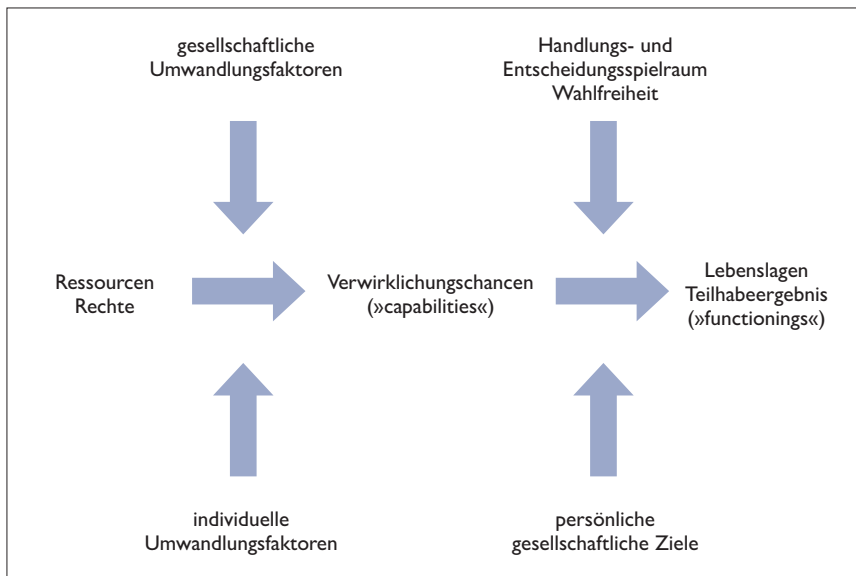 gesellschaftliche
Umwandlungsfaktoren
Handlungs- und
Entscheidungsspielraum
Wahlfreiheit
Ressourcen
Rechte
Verwirklichungschancen
(»capabilities«)
Lebenslagen
Teilhabeergebnis
(»functionings«)
individuelle
Umwandlungsfaktoren
persönliche
gesellschaftliche Ziele